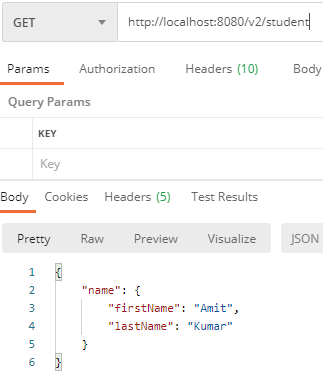 GET http://localhost:8080/v2/student
Params Authorization Headers (10) Body
Query Params
KEY
Key
Body Cookies Headers (5) Test Results
Pretty Raw Preview Visualize JSON
1 {
2 "name": {
3 "firstName": "Amit",
4 "lastName": "Kumar"
5 }
6 }